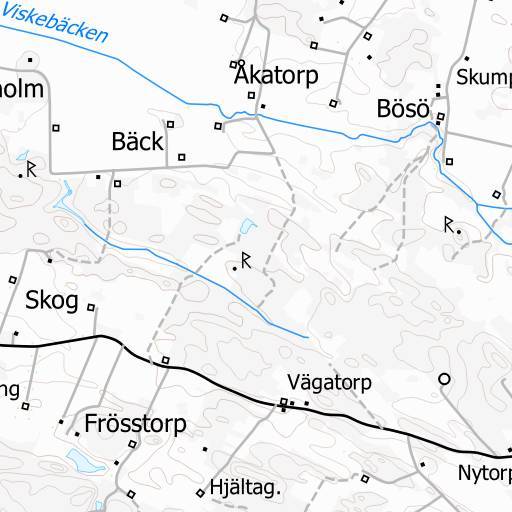 Viskebäcken
Åkatorp
Skump
holm
Bösö
Bäck
R
R
R
Skog
Vägatorp
ng
Frösstorp
Nytorp
Hjältag.